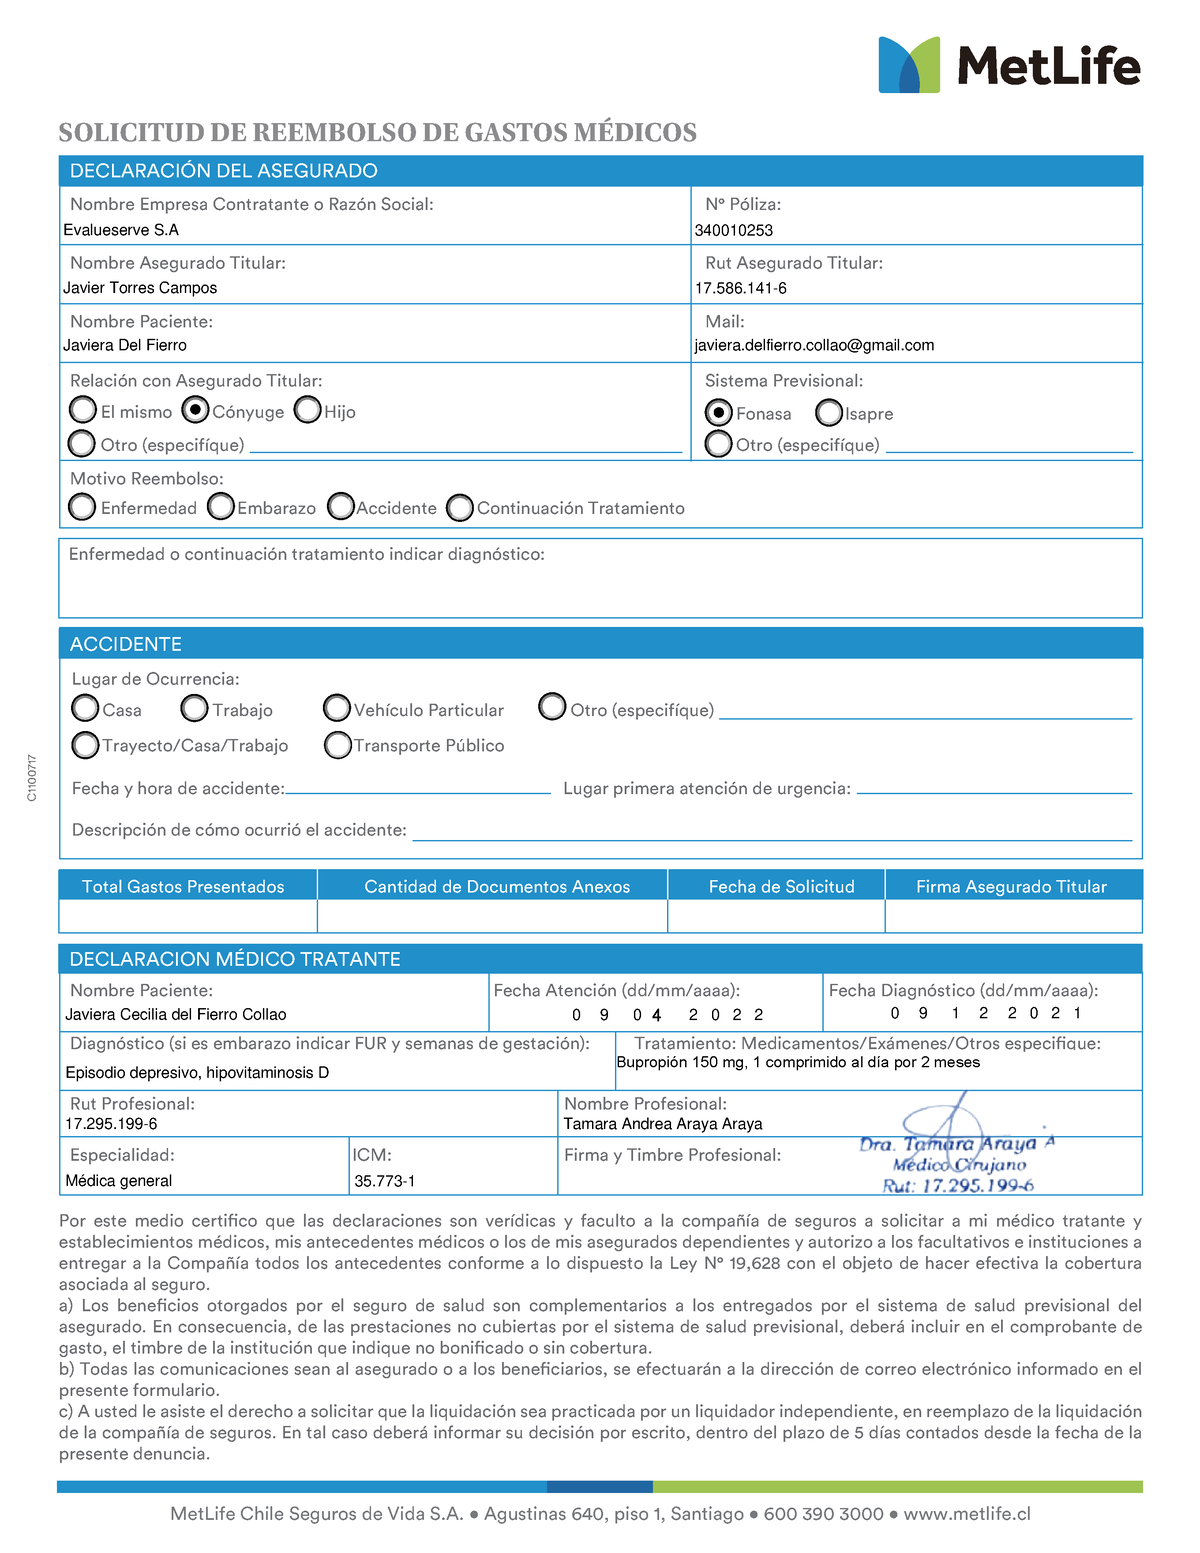 MetLife
SOLICITUD DE REEMBOLSO DE GASTOS MÉDICOS
DECLARACIÓN DEL ASEGURADO
Nombre Empresa Contratante o Razón Social:
Evalueserve S.A
Nº Póliza:
340010253
Nombre Asegurado Titular:
Javier Torres Campos
Rut Asegurado Titular:
17.586.141-6
Nombre Paciente:
Javiera Del Fierro
Mail:
javiera.delfierro.collao@gmail.com
Relación con Asegurado Titular:
El mismo Cónyuge Hijo
Otro (especifíque)
Sistema Previsional:
Fonasa Isapre
Otro (especifíque)
Motivo Reembolso:
Enfermedad Embarazo Accidente Continuación Tratamiento
Enfermedad o continuación tratamiento indicar diagnóstico:
ACCIDENTE
Lugar de Ocurrencia:
Casa Trabajo Vehículo Particular Otro (especifíque)
Trayecto/Casa/Trabajo Transporte Público
Fecha y hora de accidente: Lugar primera atención de urgencia:
Descripción de cómo ocurrió el accidente:
C1100717
Total Gastos Presentados Cantidad de Documentos Anexos Fecha de Solicitud Firma Asegurado Titular
DECLARACION MÉDICO TRATANTE
Nombre Paciente:
Javiera Cecilia del Fierro Collao
Fecha Atención (dd/mm/aaaa):
0 9 0 4 2 0 2 2
Fecha Diagnóstico (dd/mm/aaaa):
0 9 1 2 2 0 2 1
Diagnóstico (si es embarazo indicar FUR y semanas de gestación):
Episodio depresivo, hipovitaminosis D
Tratamiento: Medicamentos/Exámenes/Otros especifique:
Bupropión 150 mg, 1 comprimido al día por 2 meses
Rut Profesional:
17.295.199-6
Nombre Profesional:
Tamara Andrea Araya Araya
Especialidad:
Médica general
ICM:
35.773-1
Firma y Timbre Profesional:
Dra. Tamara Araya A
Médico Cirujano
Rut: 17.295.199-6
Por este medio certifico que las declaraciones son verídicas y faculto a la compañía de seguros a solicitar a mi médico tratante y
establecimientos médicos, mis antecedentes médicos o los de mis asegurados dependientes y autorizo a los facultativos e instituciones a
entregar a la Compañía todos los antecedentes conforme a lo dispuesto la Ley Nº 19,628 con el objeto de hacer efectiva la cobertura
asociada al seguro.
a) Los beneficios otorgados por el seguro de salud son complementarios a los entregados por el sistema de salud previsional del
asegurado. En consecuencia, de las prestaciones no cubiertas por el sistema de salud previsional, deberá incluir en el comprobante de
gasto, el timbre de la institución que indique no bonificado o sin cobertura.
b) Todas las comunicaciones sean al asegurado o a los beneficiarios, se efectuarán a la dirección de correo electrónico informado en el
presente formulario.
c) A usted le asiste el derecho a solicitar que la liquidación sea practicada por un liquidador independiente, en reemplazo de la liquidación
de la compañía de seguros. En tal caso deberá informar su decisión por escrito, dentro del plazo de 5 días contados desde la fecha de la
presente denuncia.
MetLife Chile Seguros de Vida S.A. ● Agustinas 640, piso 1, Santiago ● 600 390 3000 ● www.metlife.cl